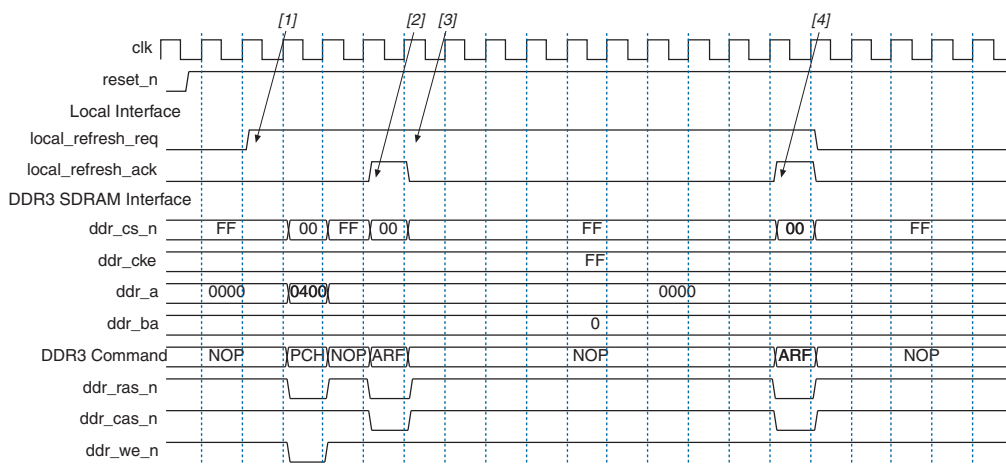 [1] [2] [3] [4]
clk
reset_n
Local Interface
local_refresh_req
local_refresh_ack
DDR3 SDRAM Interface
ddr_cs_n FF 00 FF 00 FF 00 FF
ddr_cke FF
ddr_a 0000 0400 0000
ddr_ba 0
DDR3 Command NOP PCH NOP ARF NOP ARF NOP
ddr_ras_n
ddr_cas_n
ddr_we_n